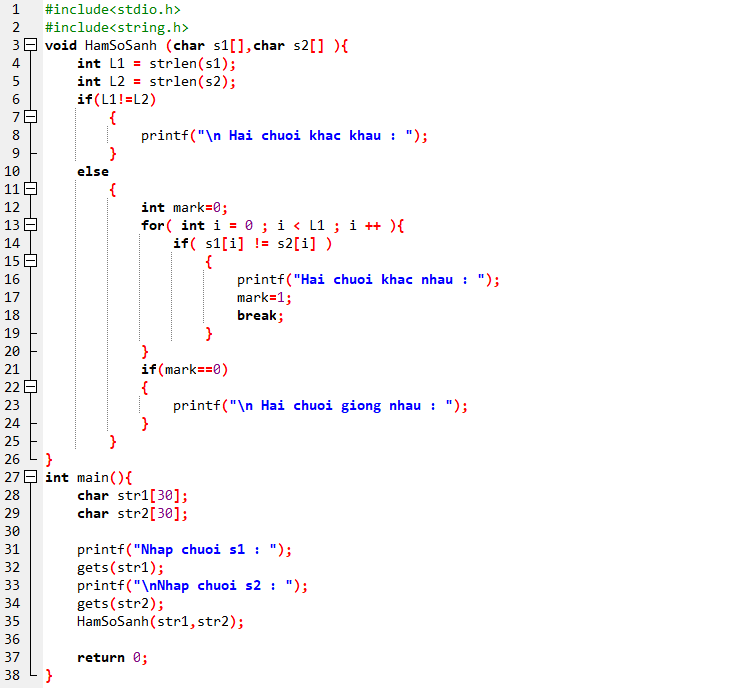 1 #include<stdio.h>
2 #include<string.h>
3 void HamSoSanh (char s1[],char s2[] ){
4 int L1 = strlen(s1);
5 int L2 = strlen(s2);
6 if(L1!=L2)
7 {
8 printf("\n Hai chuoi khac khau : ");
9 }
10 else
11 {
12 int mark=0;
13 for( int i = 0 ; i < L1 ; i ++ ){
14 if( s1[i] != s2[i] )
15 {
16 printf("Hai chuoi khac nhau : ");
17 mark=1;
18 break;
19 }
20 }
21 if(mark==0)
22 {
23 printf("\n Hai chuoi giong nhau : ");
24 }
25 }
26 }
27 int main(){
28 char str1[30];
29 char str2[30];
30
31 printf("Nhap chuoi s1 : ");
32 gets(str1);
33 printf("\nNhap chuoi s2 : ");
34 gets(str2);
35 HamSoSanh(str1,str2);
36
37 return 0;
38 }